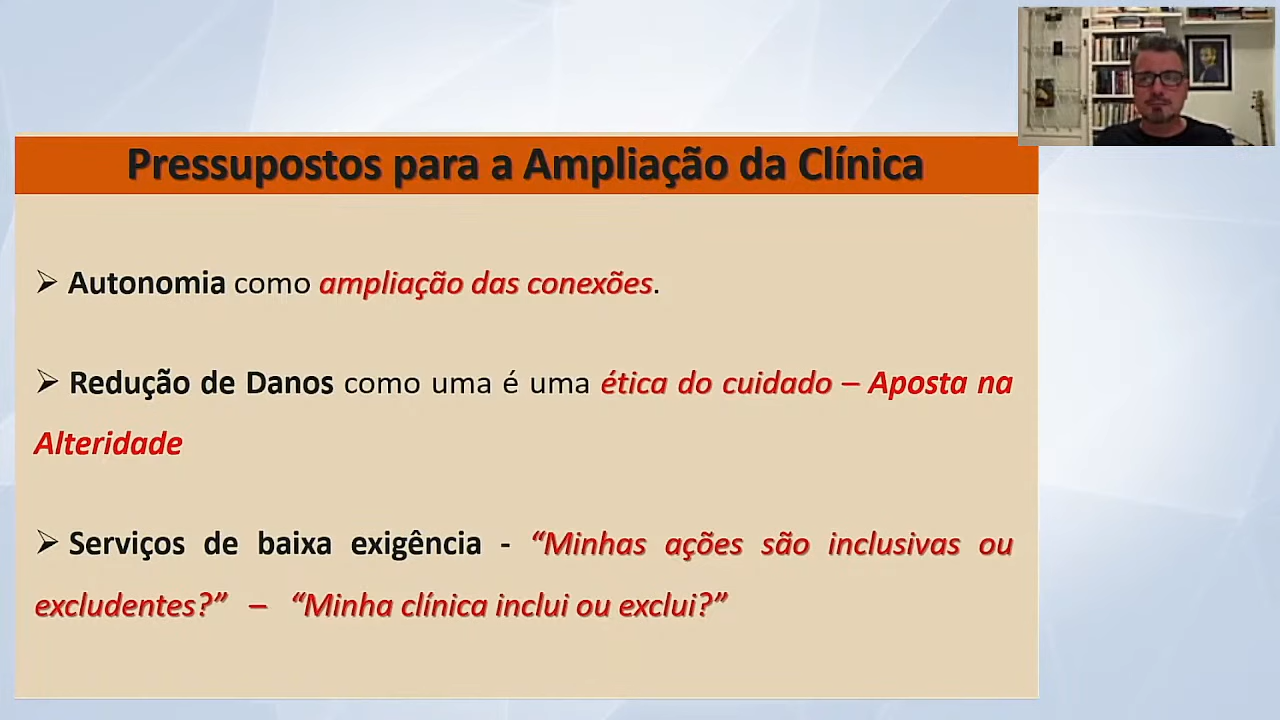 Pressupostos para a Ampliação da Clínica
➢ Autonomia como ampliação das conexões.
➢ Redução de Danos como uma é uma ética do cuidado – Aposta na
Alteridade
➢ Serviços de baixa exigência - “Minhas ações são inclusivas ou
excludentes?” – “Minha clínica inclui ou exclui?”